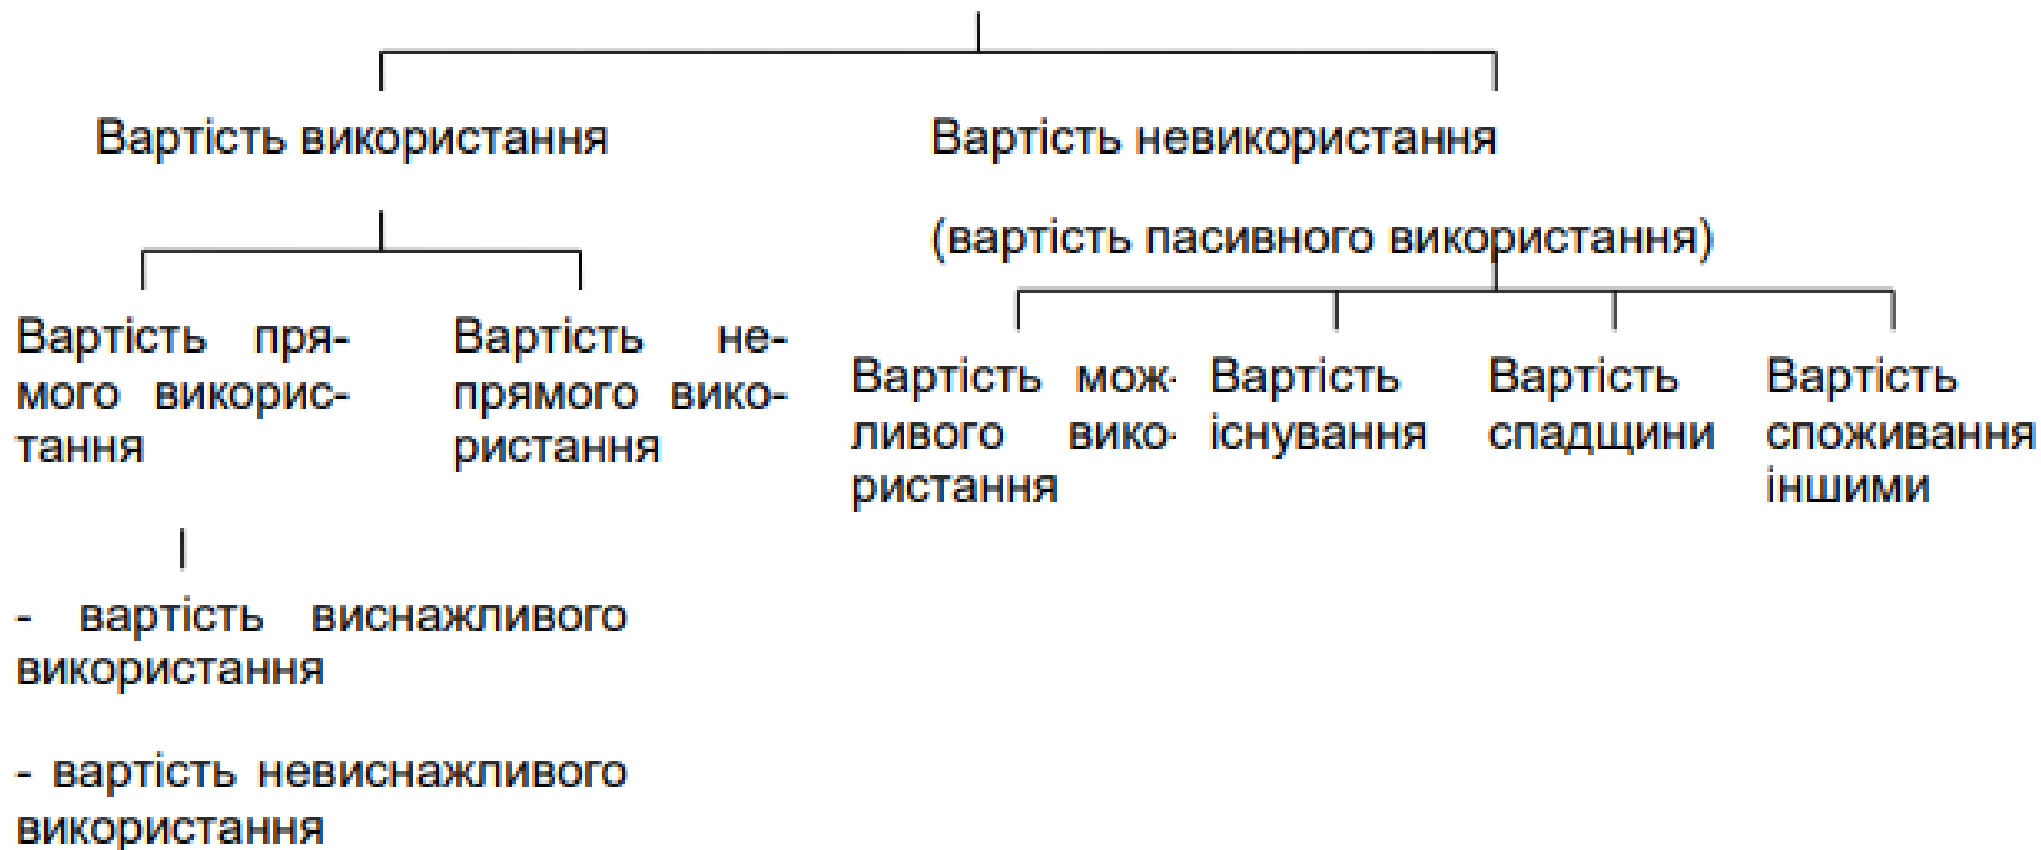 Вартість використання
Вартість невикористання
(вартість пасивного використання)
Вартість пря-
мого викорис-
тання
Вартість не-
прямого вико-
ристання
Вартість мож-
ливого вико-
ристання
Вартість
існування
Вартість
спадщини
Вартість
споживання
іншими
- вартість виснажливого
використання
- вартість невиснажливого
використання